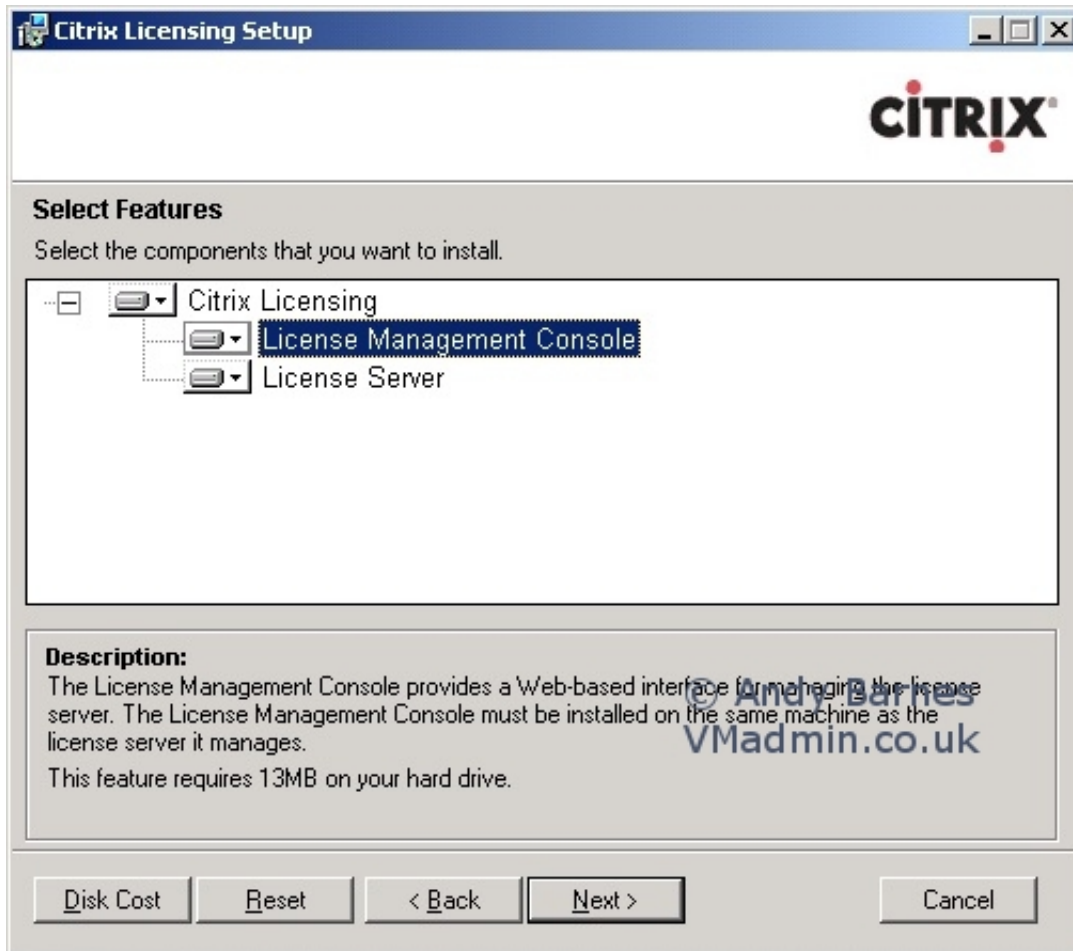 Citrix Licensing Setup
CITRIX
Select Features
Select the components that you want to install.
Citrix Licensing
License Management Console
License Server
Description:
The License Management Console provides a Web-based interface for managing the license
server. The License Management Console must be installed on the same machine as the
license server it manages.
This feature requires 13MB on your hard drive.
© Andy Barnes
VMadmin.co.uk
Disk Cost
Reset
< Back
Next >
Cancel